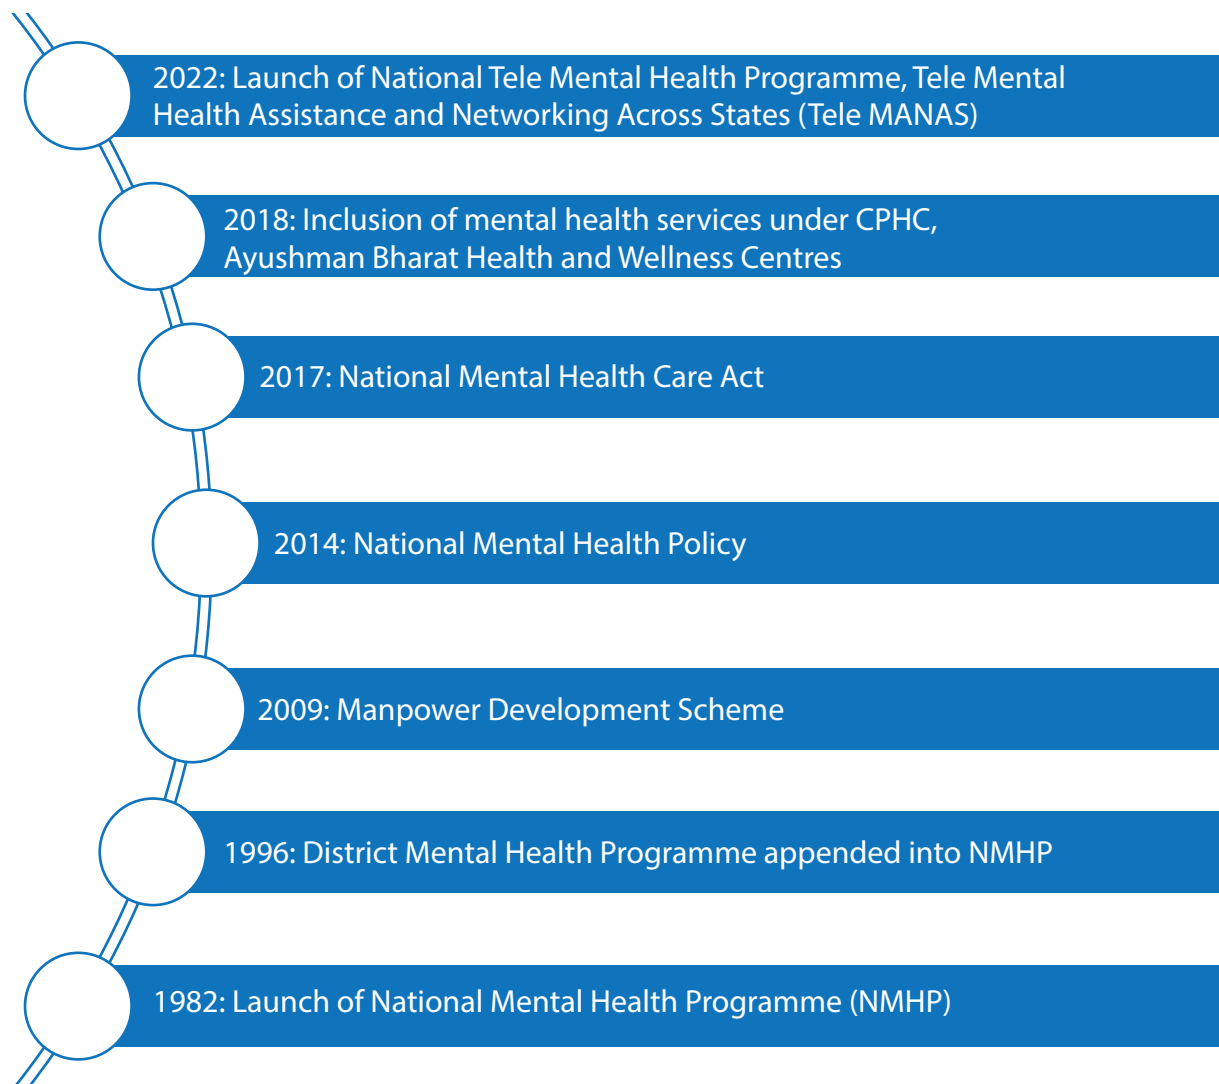 2022: Launch of National Tele Mental Health Programme, Tele Mental
Health Assistance and Networking Across States (Tele MANAS)
2018: Inclusion of mental health services under CPHC,
Ayushman Bharat Health and Wellness Centres
2017: National Mental Health Care Act
2014: National Mental Health Policy
2009: Manpower Development Scheme
1996: District Mental Health Programme appended into NMHP
1982: Launch of National Mental Health Programme (NMHP)